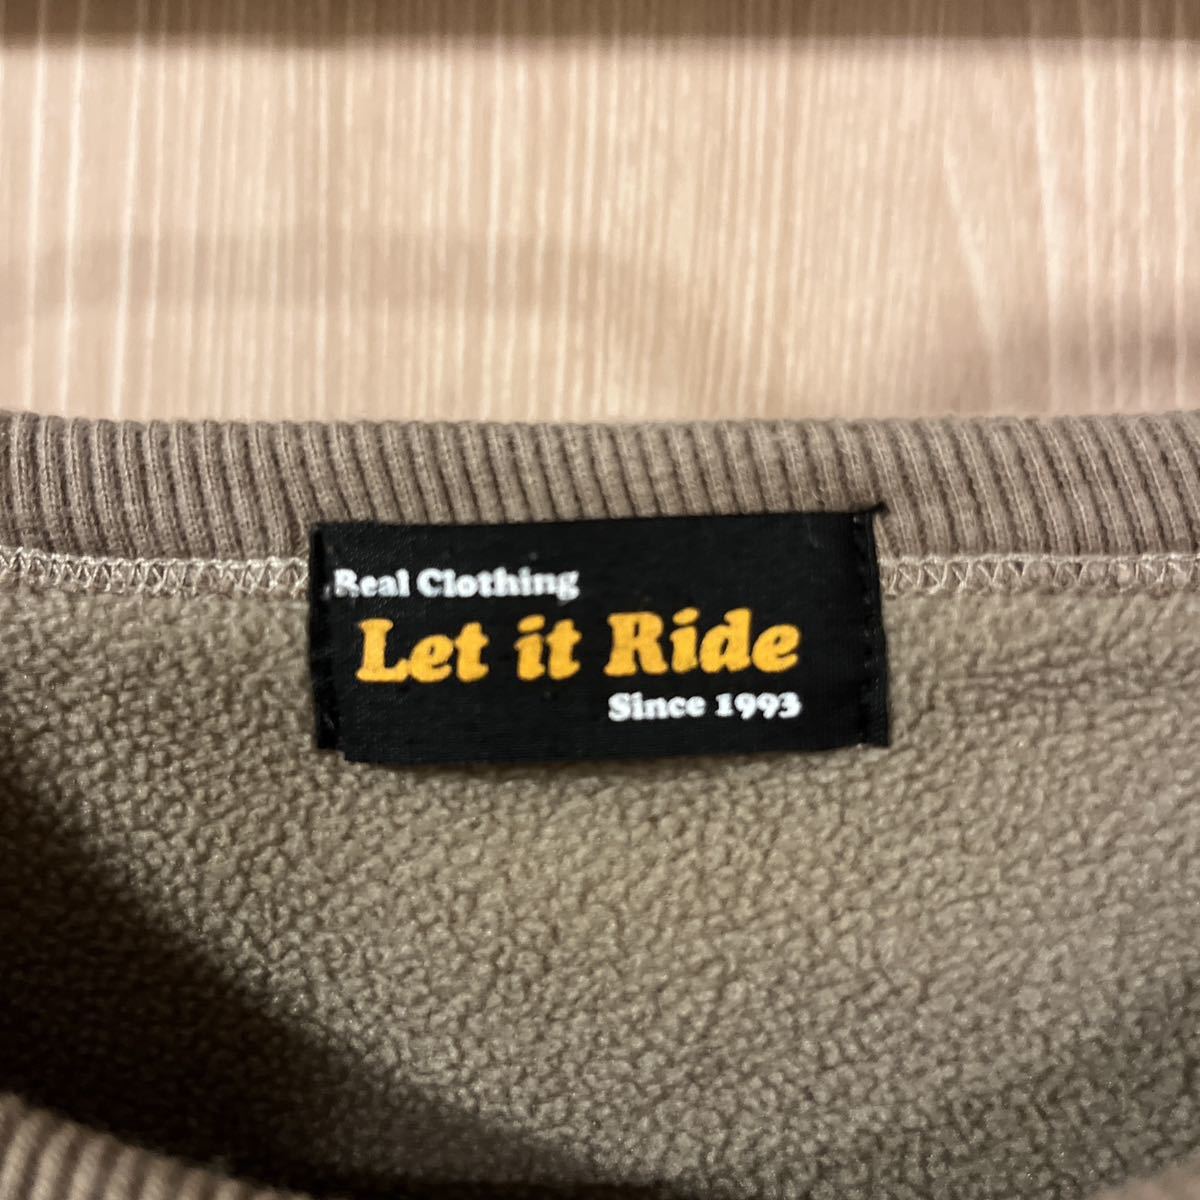 Real Clothing
Let it Ride
Since 1993